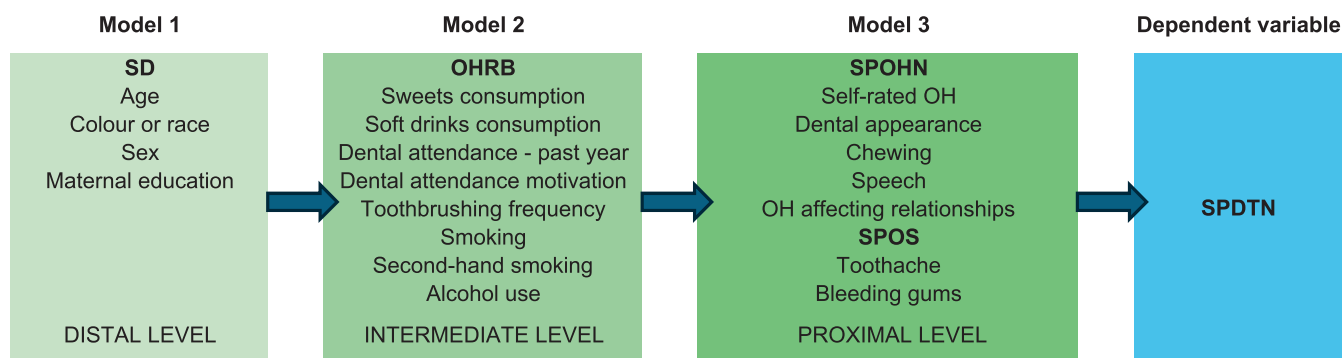 Model 1
SD
Age
Colour or race
Sex
Maternal education
DISTAL LEVEL
Model 2
OHRB
Sweets consumption
Soft drinks consumption
Dental attendance - past year
Dental attendance motivation
Toothbrushing frequency
Smoking
Second-hand smoking
Alcohol use
INTERMEDIATE LEVEL
Model 3
SPOHN
Self-rated OH
Dental appearance
Chewing
Speech
OH affecting relationships
SPOS
Toothache
Bleeding gums
PROXIMAL LEVEL
Dependent variable
SPDTN